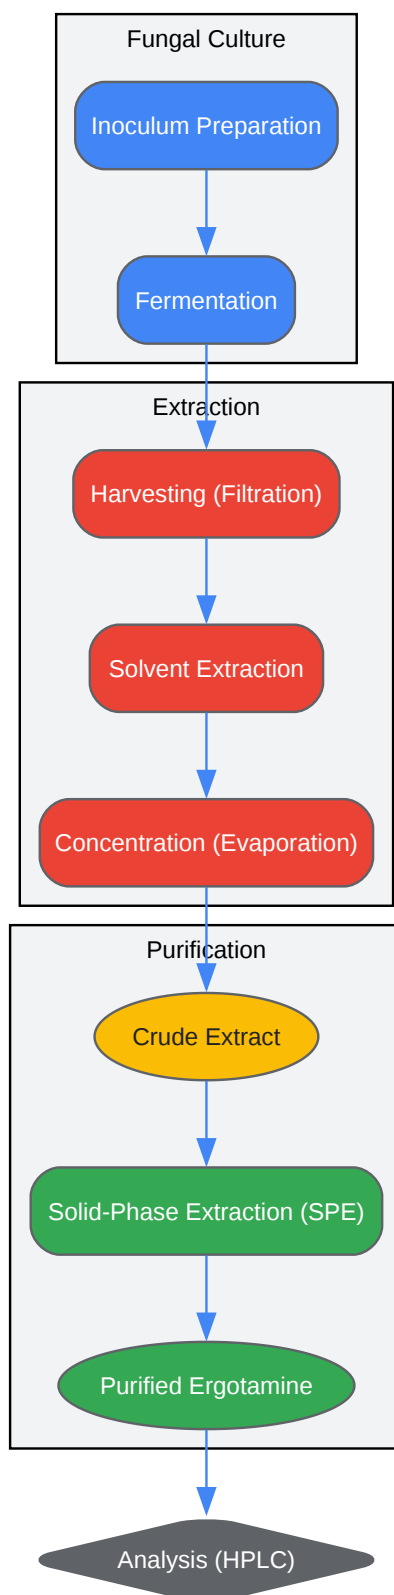 Fungal Culture
Inoculum Preparation
Fermentation
Extraction
Harvesting (Filtration)
Solvent Extraction
Concentration (Evaporation)
Purification
Crude Extract
Solid-Phase Extraction (SPE)
Purified Ergotamine
Analysis (HPLC)